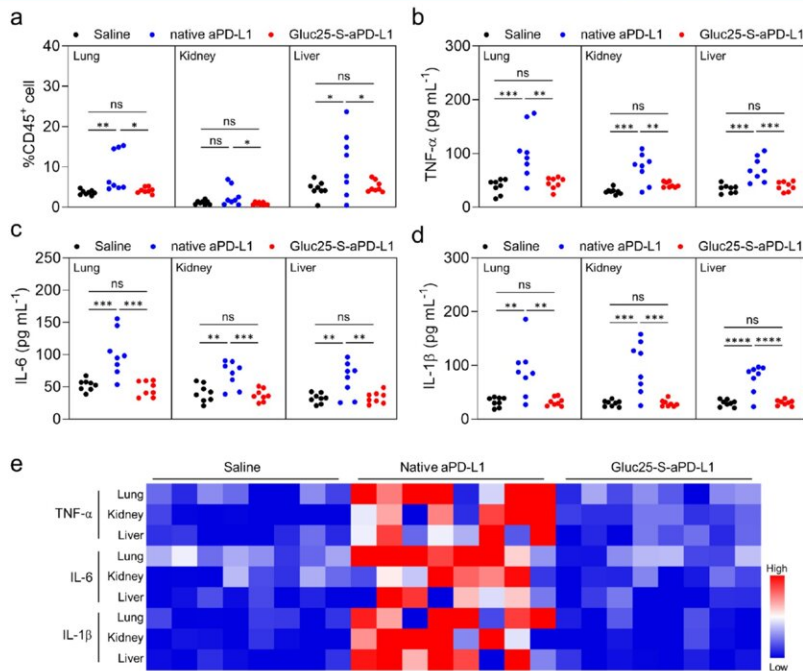 a
Saline native aPD-L1 Gluc25-S-aPD-L1
%CD45+ cell
40
30
20
10
0
Lung Kidney Liver
ns ns ns
** * ns * * *
b
Saline native aPD-L1 Gluc25-S-aPD-L1
TNF-α (pg mL-1)
300
200
100
0
Lung Kidney Liver
ns ns ns
*** ** *** ** *** ***
c
Saline native aPD-L1 Gluc25-S-aPD-L1
IL-6 (pg mL-1)
250
200
150
100
50
0
Lung Kidney Liver
ns ns ns
*** *** ** *** ** **
d
Saline native aPD-L1 Gluc25-S-aPD-L1
IL-1β (pg mL-1)
300
200
100
0
Lung Kidney Liver
ns ns ns
** ** *** *** **** ****
e
Saline Native aPD-L1 Gluc25-S-aPD-L1
TNF-α
Lung
Kidney
Liver
IL-6
Lung
Kidney
Liver
IL-1β
Lung
Kidney
Liver
High
Low